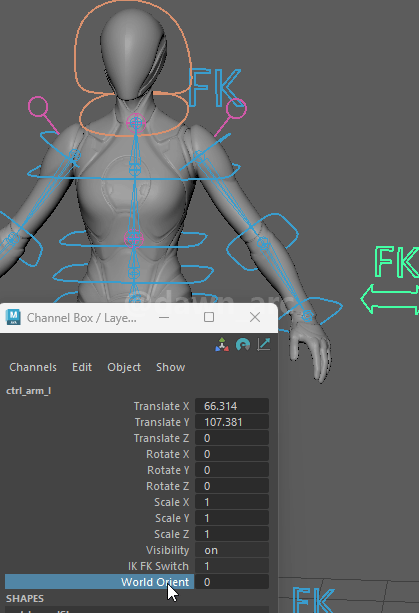 FK
FK
M
Channel Box / Laye...
Channels Edit Object Show
ctrl_arm_l
Translate X 66.314
Translate Y 107.381
Translate Z 0
Rotate X 0
Rotate Y 0
Rotate Z 0
Scale X 1
Scale Y 1
Scale Z 1
Visibility on
IK FK Switch 1
World Orient 0
SHAPES
FK